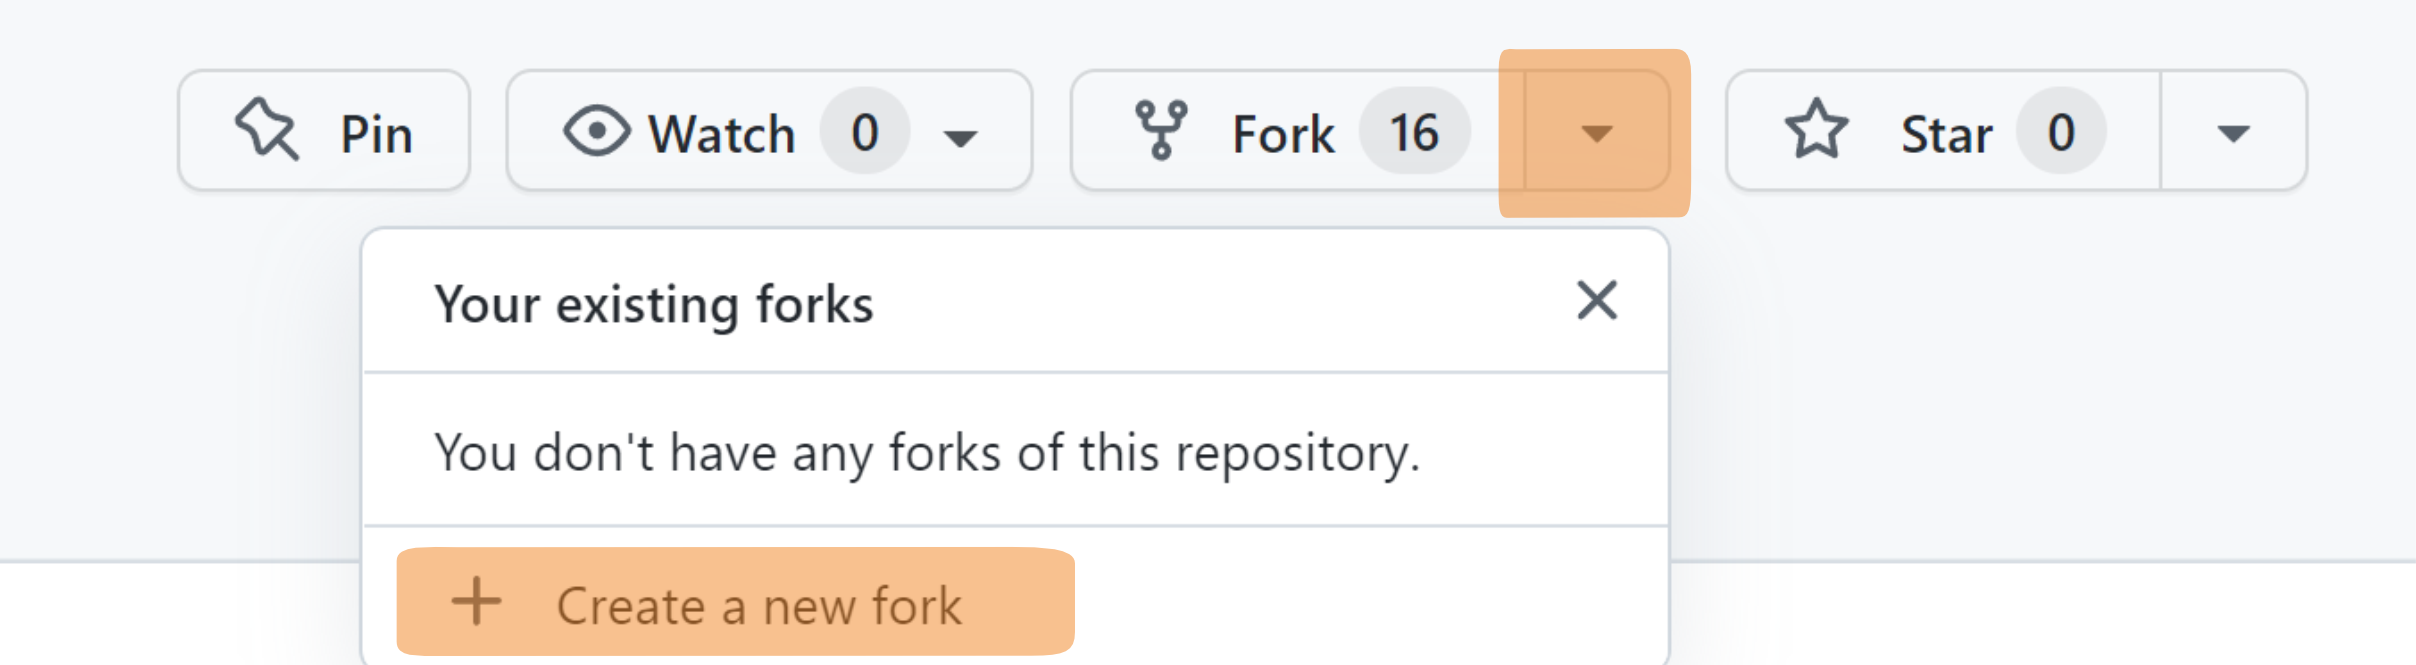 Pin Watch 0 Fork 16 Star 0
Your existing forks
You don't have any forks of this repository.
Create a new fork